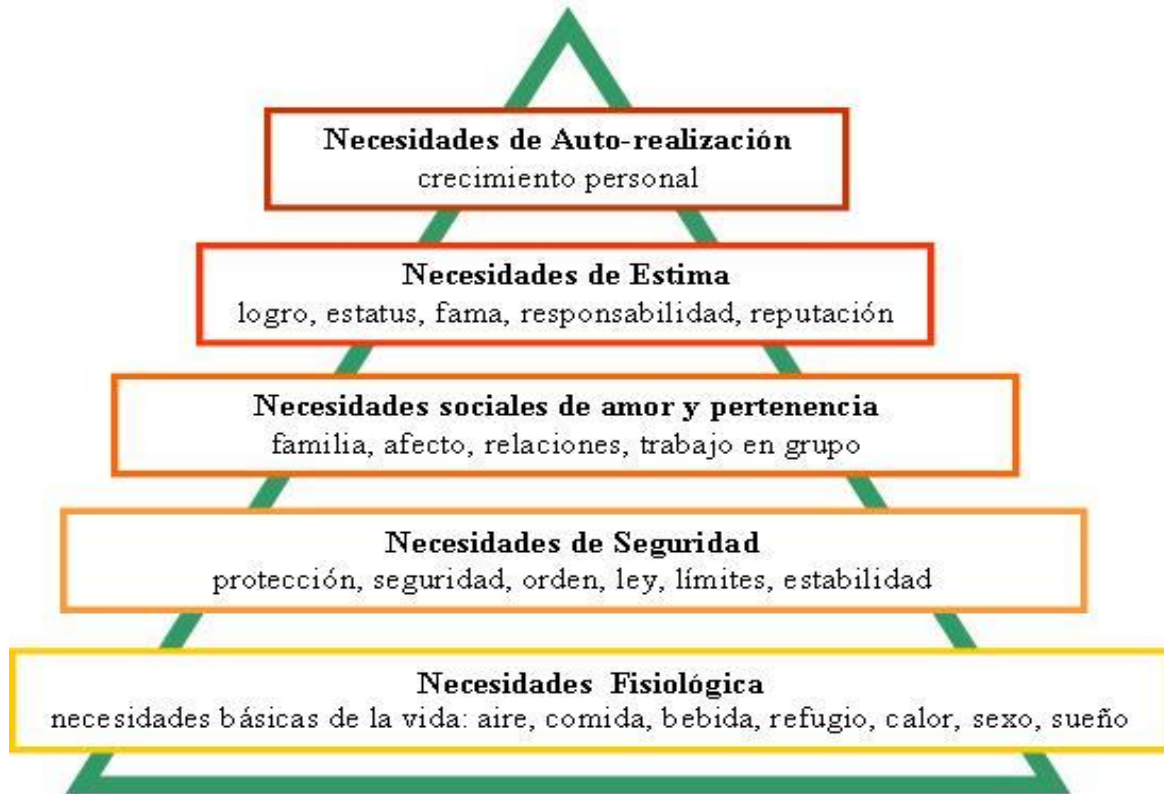 Necesidades de Auto-realización
crecimiento personal
Necesidades de Estima
logro, estatus, fama, responsabilidad, reputación
Necesidades sociales de amor y pertenencia
familia, afecto, relaciones, trabajo en grupo
Necesidades de Seguridad
protección, seguridad, orden, ley, límites, estabilidad
Necesidades Fisiológica
necesidades básicas de la vida: aire, comida, bebida, refugio, calor, sexo, sueño